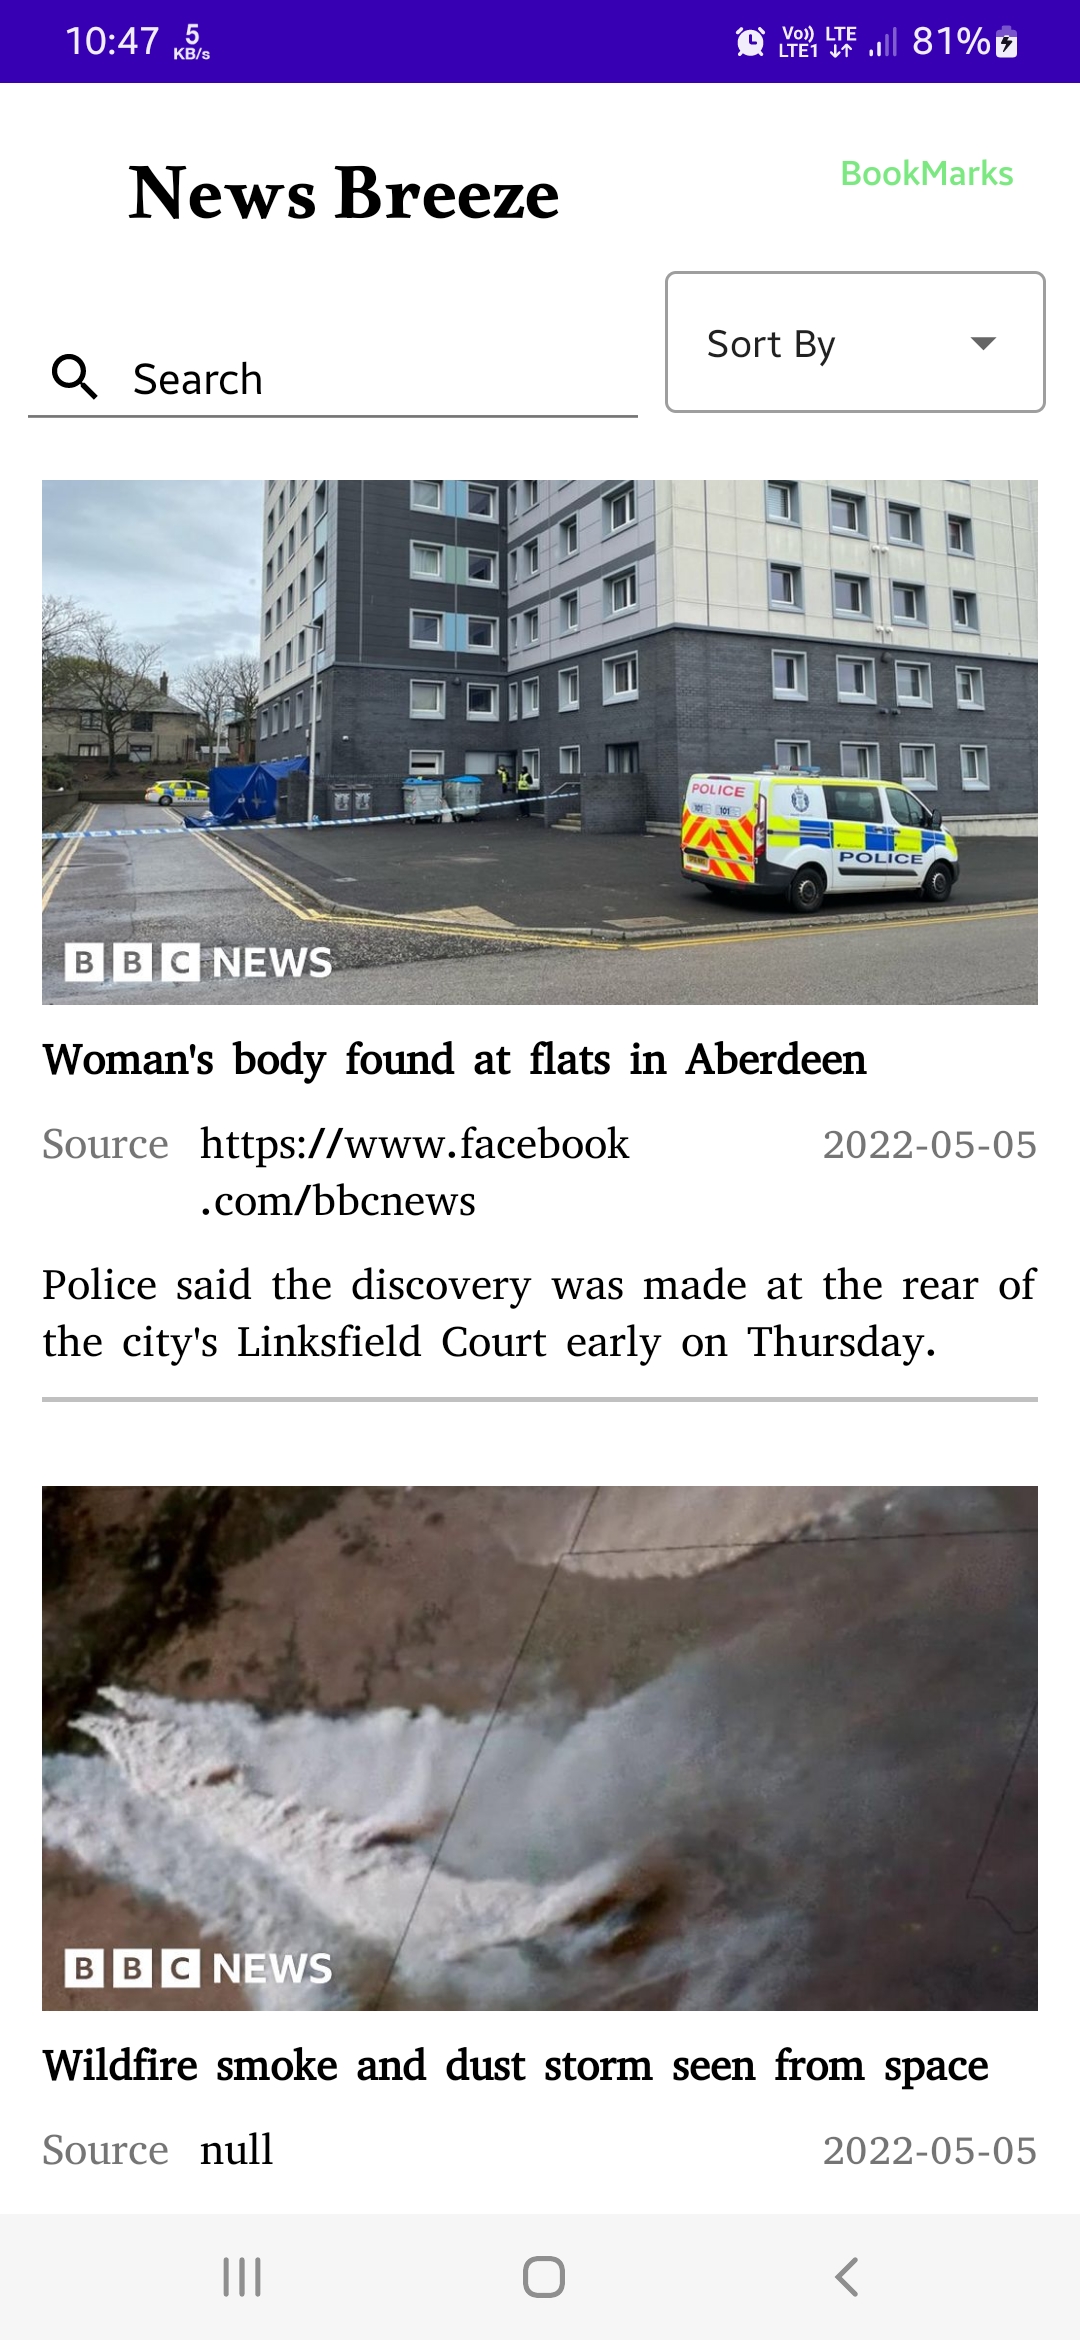 10:47 5 KB/s Vo)) LTE1 LTE 81%
News Breeze
BookMarks
Search
Sort By
POLICE
101 101
POLICE
BBC NEWS
Woman's body found at flats in Aberdeen
Source https://www.facebook
.com/bbcnews
2022-05-05
Police said the discovery was made at the rear of
the city's Linksfield Court early on Thursday.
BBC NEWS
Wildfire smoke and dust storm seen from space
Source null 2022-05-05